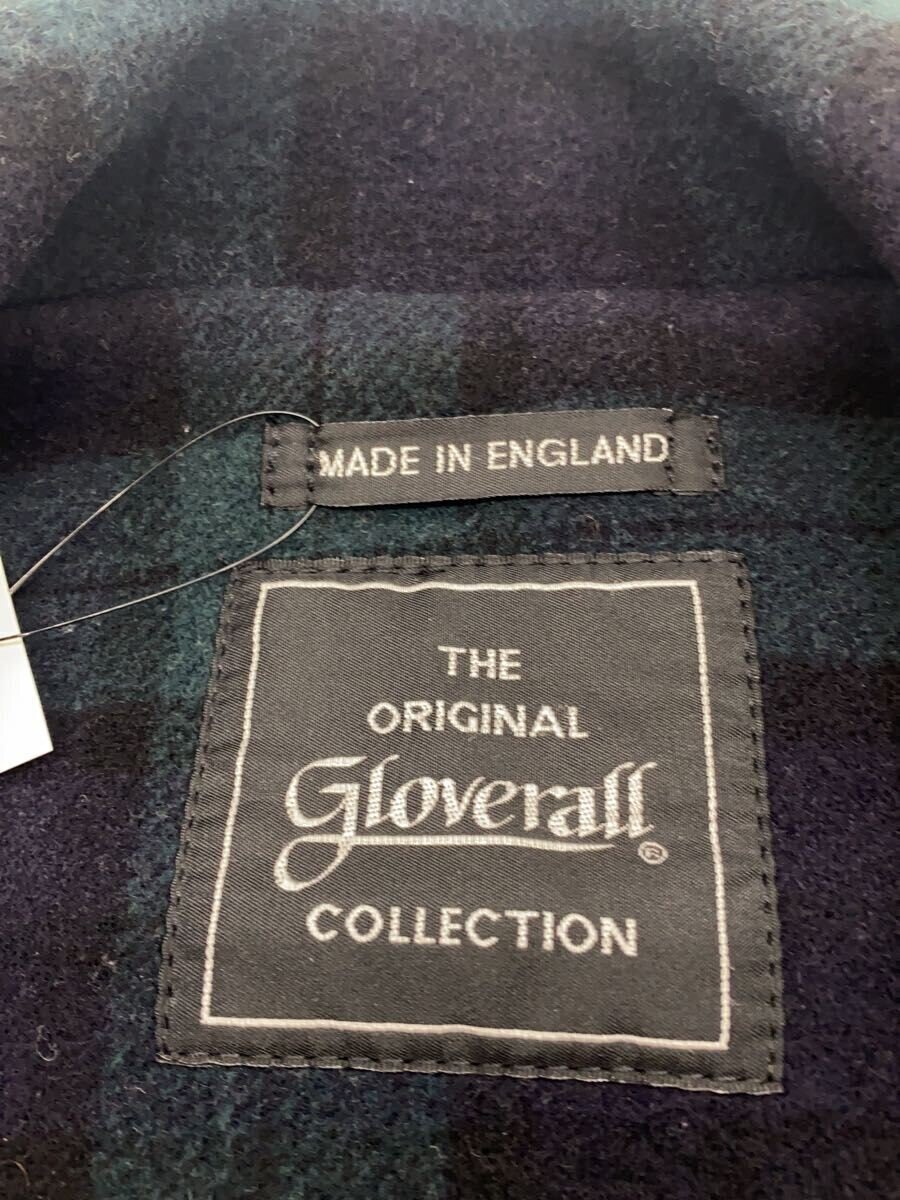 MADE IN ENGLAND
THE
ORIGINAL
Gloverall ®
COLLECTION